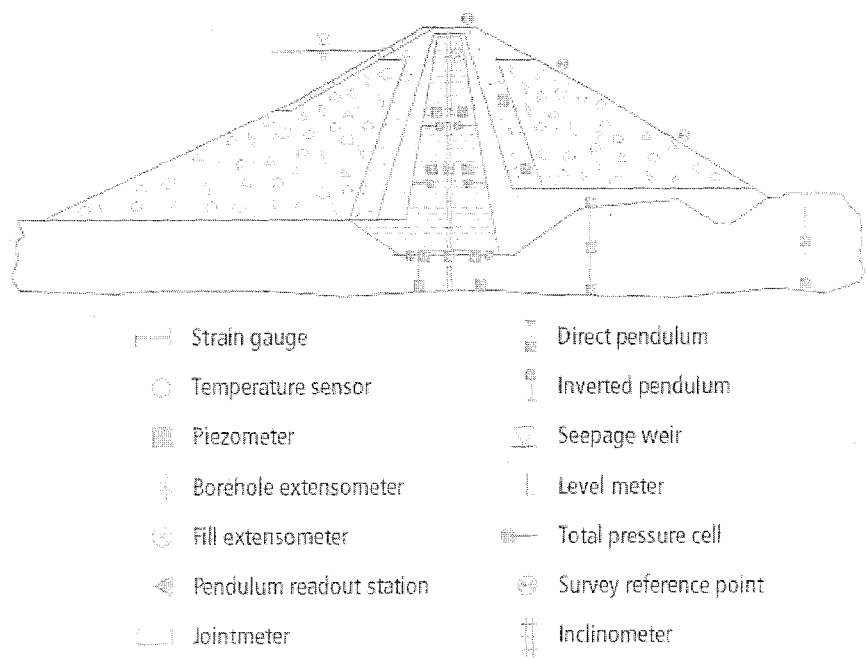 Strain gauge
Temperature sensor
Piezometer
Borehole extensometer
Fill extensometer
Pendulum readout station
Jointmeter
Direct pendulum
Inverted pendulum
Seepage weir
Level meter
Total pressure cell
Survey reference point
Inclinometer